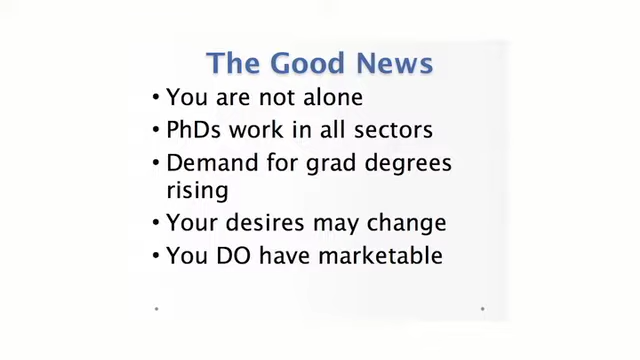 The Good News
• You are not alone
• PhDs work in all sectors
• Demand for grad degrees
rising
• Your desires may change
• You DO have marketable